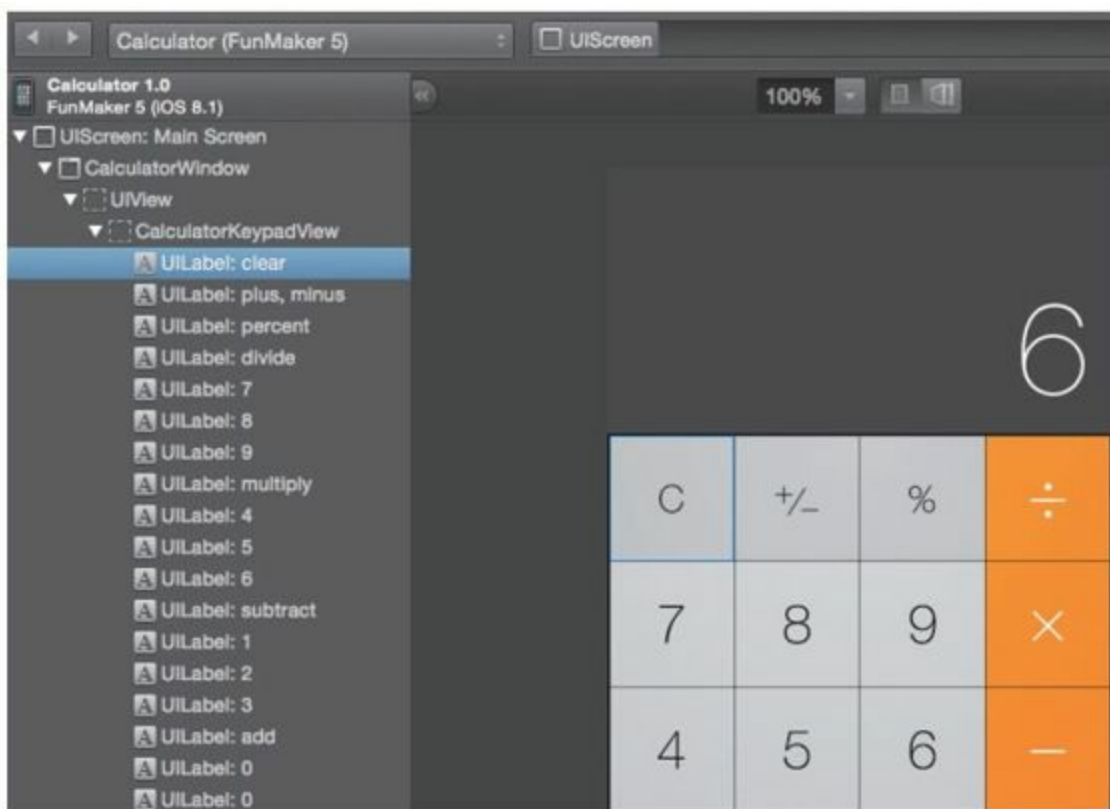 Calculator (FunMaker 5)
UIScreen
Calculator 1.0
FunMaker 5 (iOS 8.1)
100%
UIScreen: Main Screen
CalculatorWindow
UIView
CalculatorKeypadView
UILabel: clear
UILabel: plus, minus
UILabel: percent
UILabel: divide
UILabel: 7
UILabel: 8
UILabel: 9
UILabel: multiply
UILabel: 4
UILabel: 5
UILabel: 6
UILabel: subtract
UILabel: 1
UILabel: 2
UILabel: 3
UILabel: add
UILabel: 0
UILabel: 0
6
C +/− % ÷
7 8 9 ×
4 5 6 −